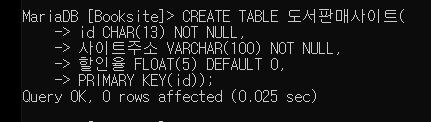 MariaDB [Booksite]> CREATE TABLE 도서판매사이트(
-> id CHAR(13) NOT NULL,
-> 사이트주소 VARCHAR(100) NOT NULL,
-> 할인율 FLOAT(5) DEFAULT 0,
-> PRIMARY KEY(id));
Query OK, 0 rows affected (0.025 sec)